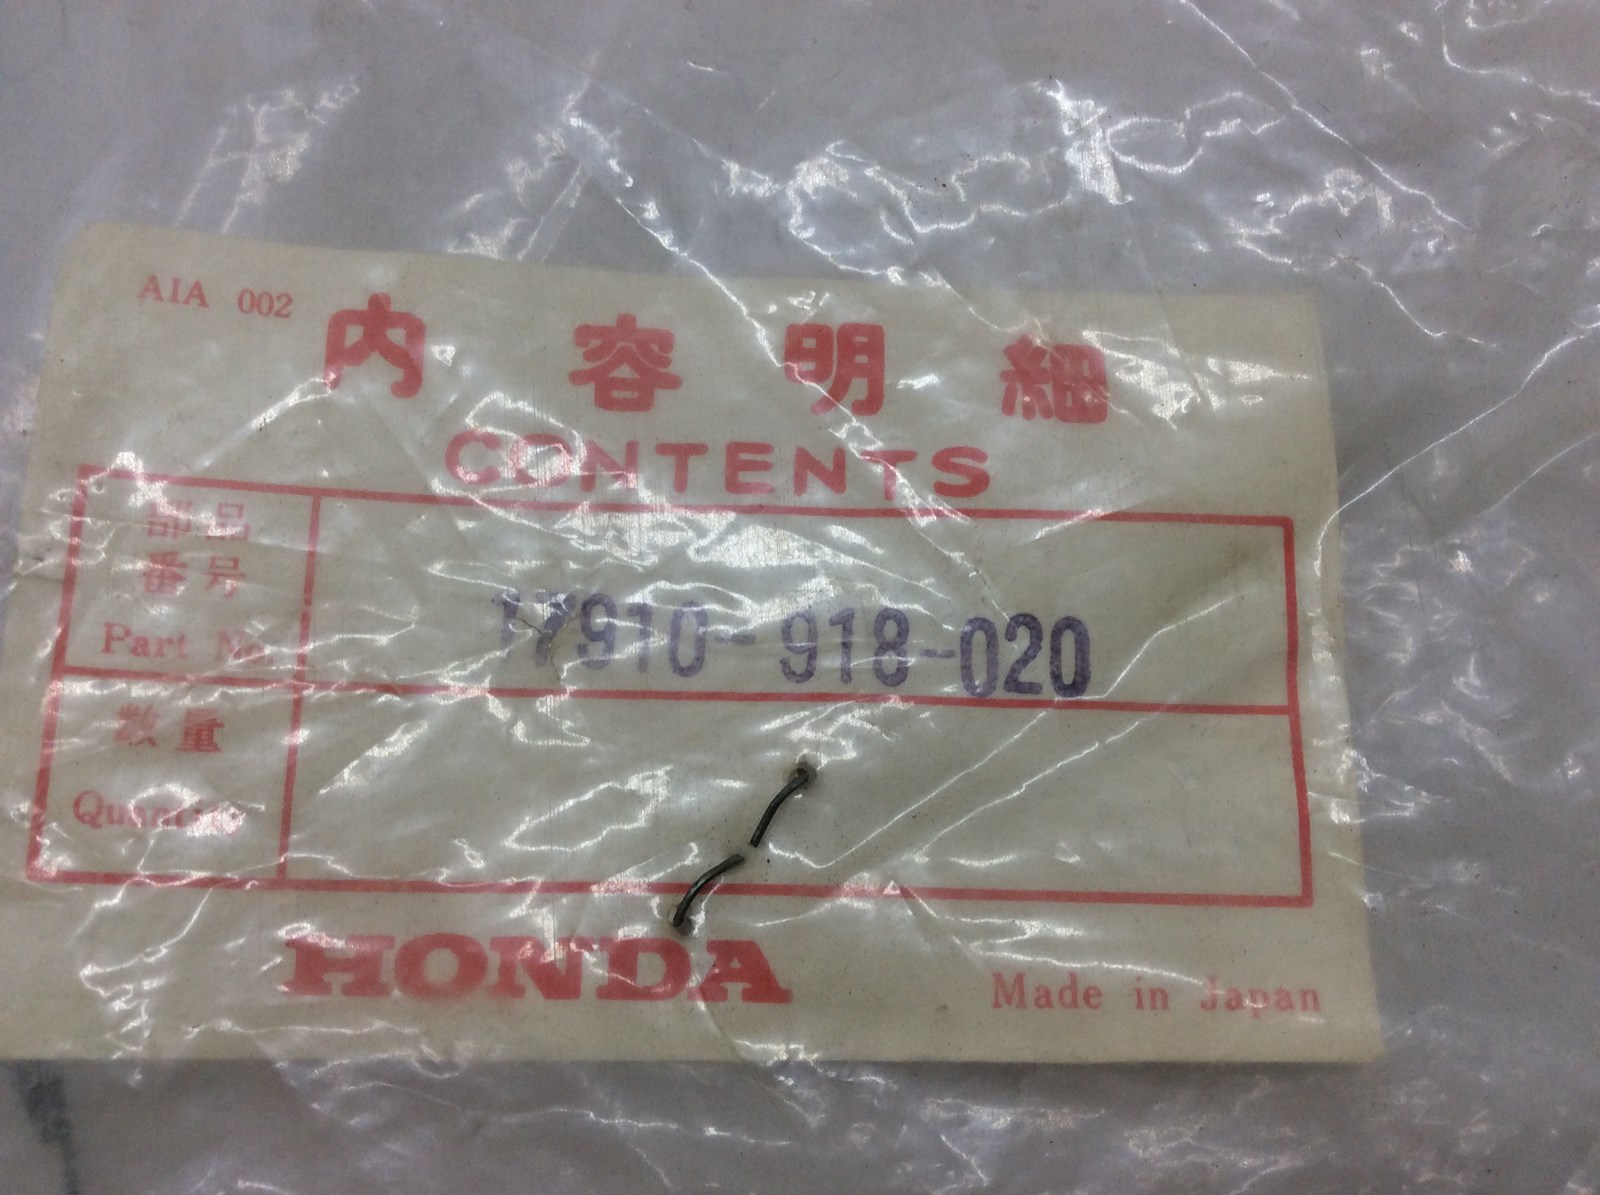 AIA 002
内容明細
CONTENTS
部品
番号
Part No.
17910-918-020
数量
Quantity
HONDA
Made in Japan